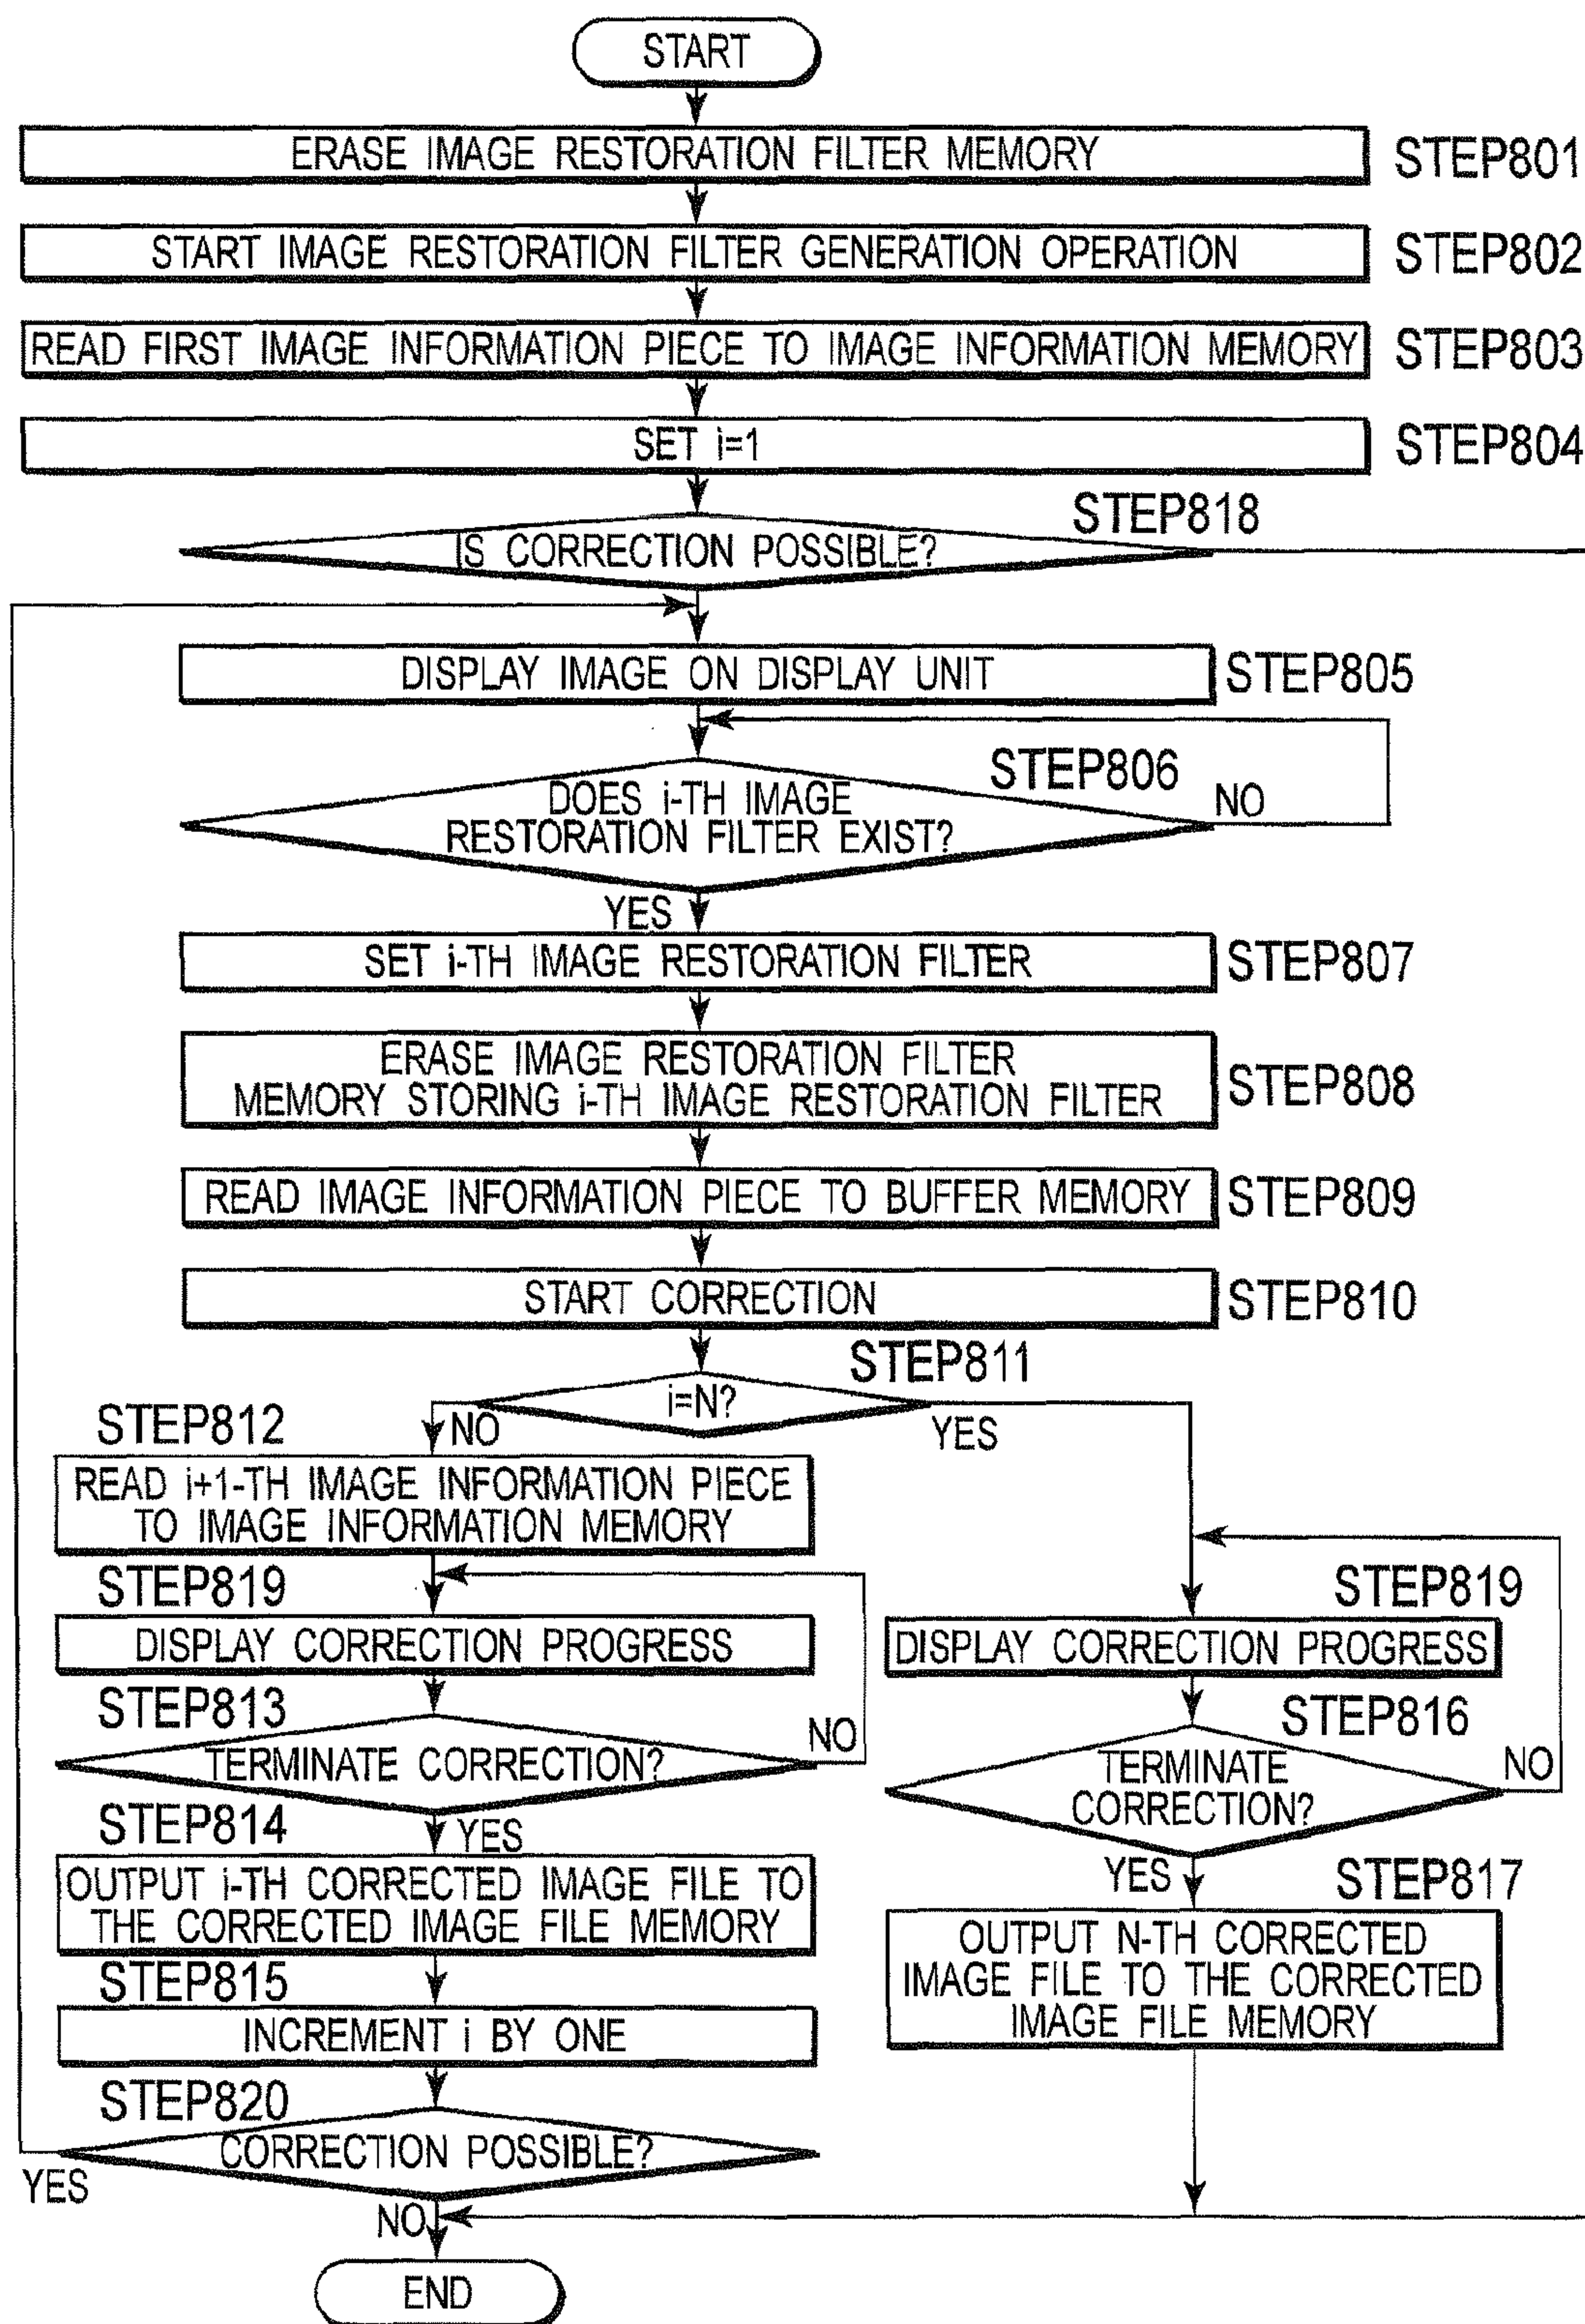 START
ERASE IMAGE RESTORATION FILTER MEMORY
STEP801
START IMAGE RESTORATION FILTER GENERATION OPERATION
STEP802
READ FIRST IMAGE INFORMATION PIECE TO IMAGE INFORMATION MEMORY
STEP803
SET i=1
STEP804
STEP818
IS CORRECTION POSSIBLE?
DISPLAY IMAGE ON DISPLAY UNIT
STEP805
STEP806
DOES i-TH IMAGE
RESTORATION FILTER EXIST?
NO
YES
SET i-TH IMAGE RESTORATION FILTER
STEP807
ERASE IMAGE RESTORATION FILTER
MEMORY STORING i-TH IMAGE RESTORATION FILTER
STEP808
READ IMAGE INFORMATION PIECE TO BUFFER MEMORY
STEP809
START CORRECTION
STEP810
STEP811
i=N?
NO
YES
STEP812
READ i+1-TH IMAGE INFORMATION PIECE
TO IMAGE INFORMATION MEMORY
STEP819
DISPLAY CORRECTION PROGRESS
STEP813
TERMINATE CORRECTION?
NO
YES
STEP814
OUTPUT i-TH CORRECTED IMAGE FILE TO
THE CORRECTED IMAGE FILE MEMORY
STEP815
INCREMENT i BY ONE
STEP820
CORRECTION POSSIBLE?
YES
NO
STEP819
DISPLAY CORRECTION PROGRESS
STEP816
TERMINATE
CORRECTION?
NO
YES
STEP817
OUTPUT N-TH CORRECTED
IMAGE FILE TO THE CORRECTED
IMAGE FILE MEMORY
END